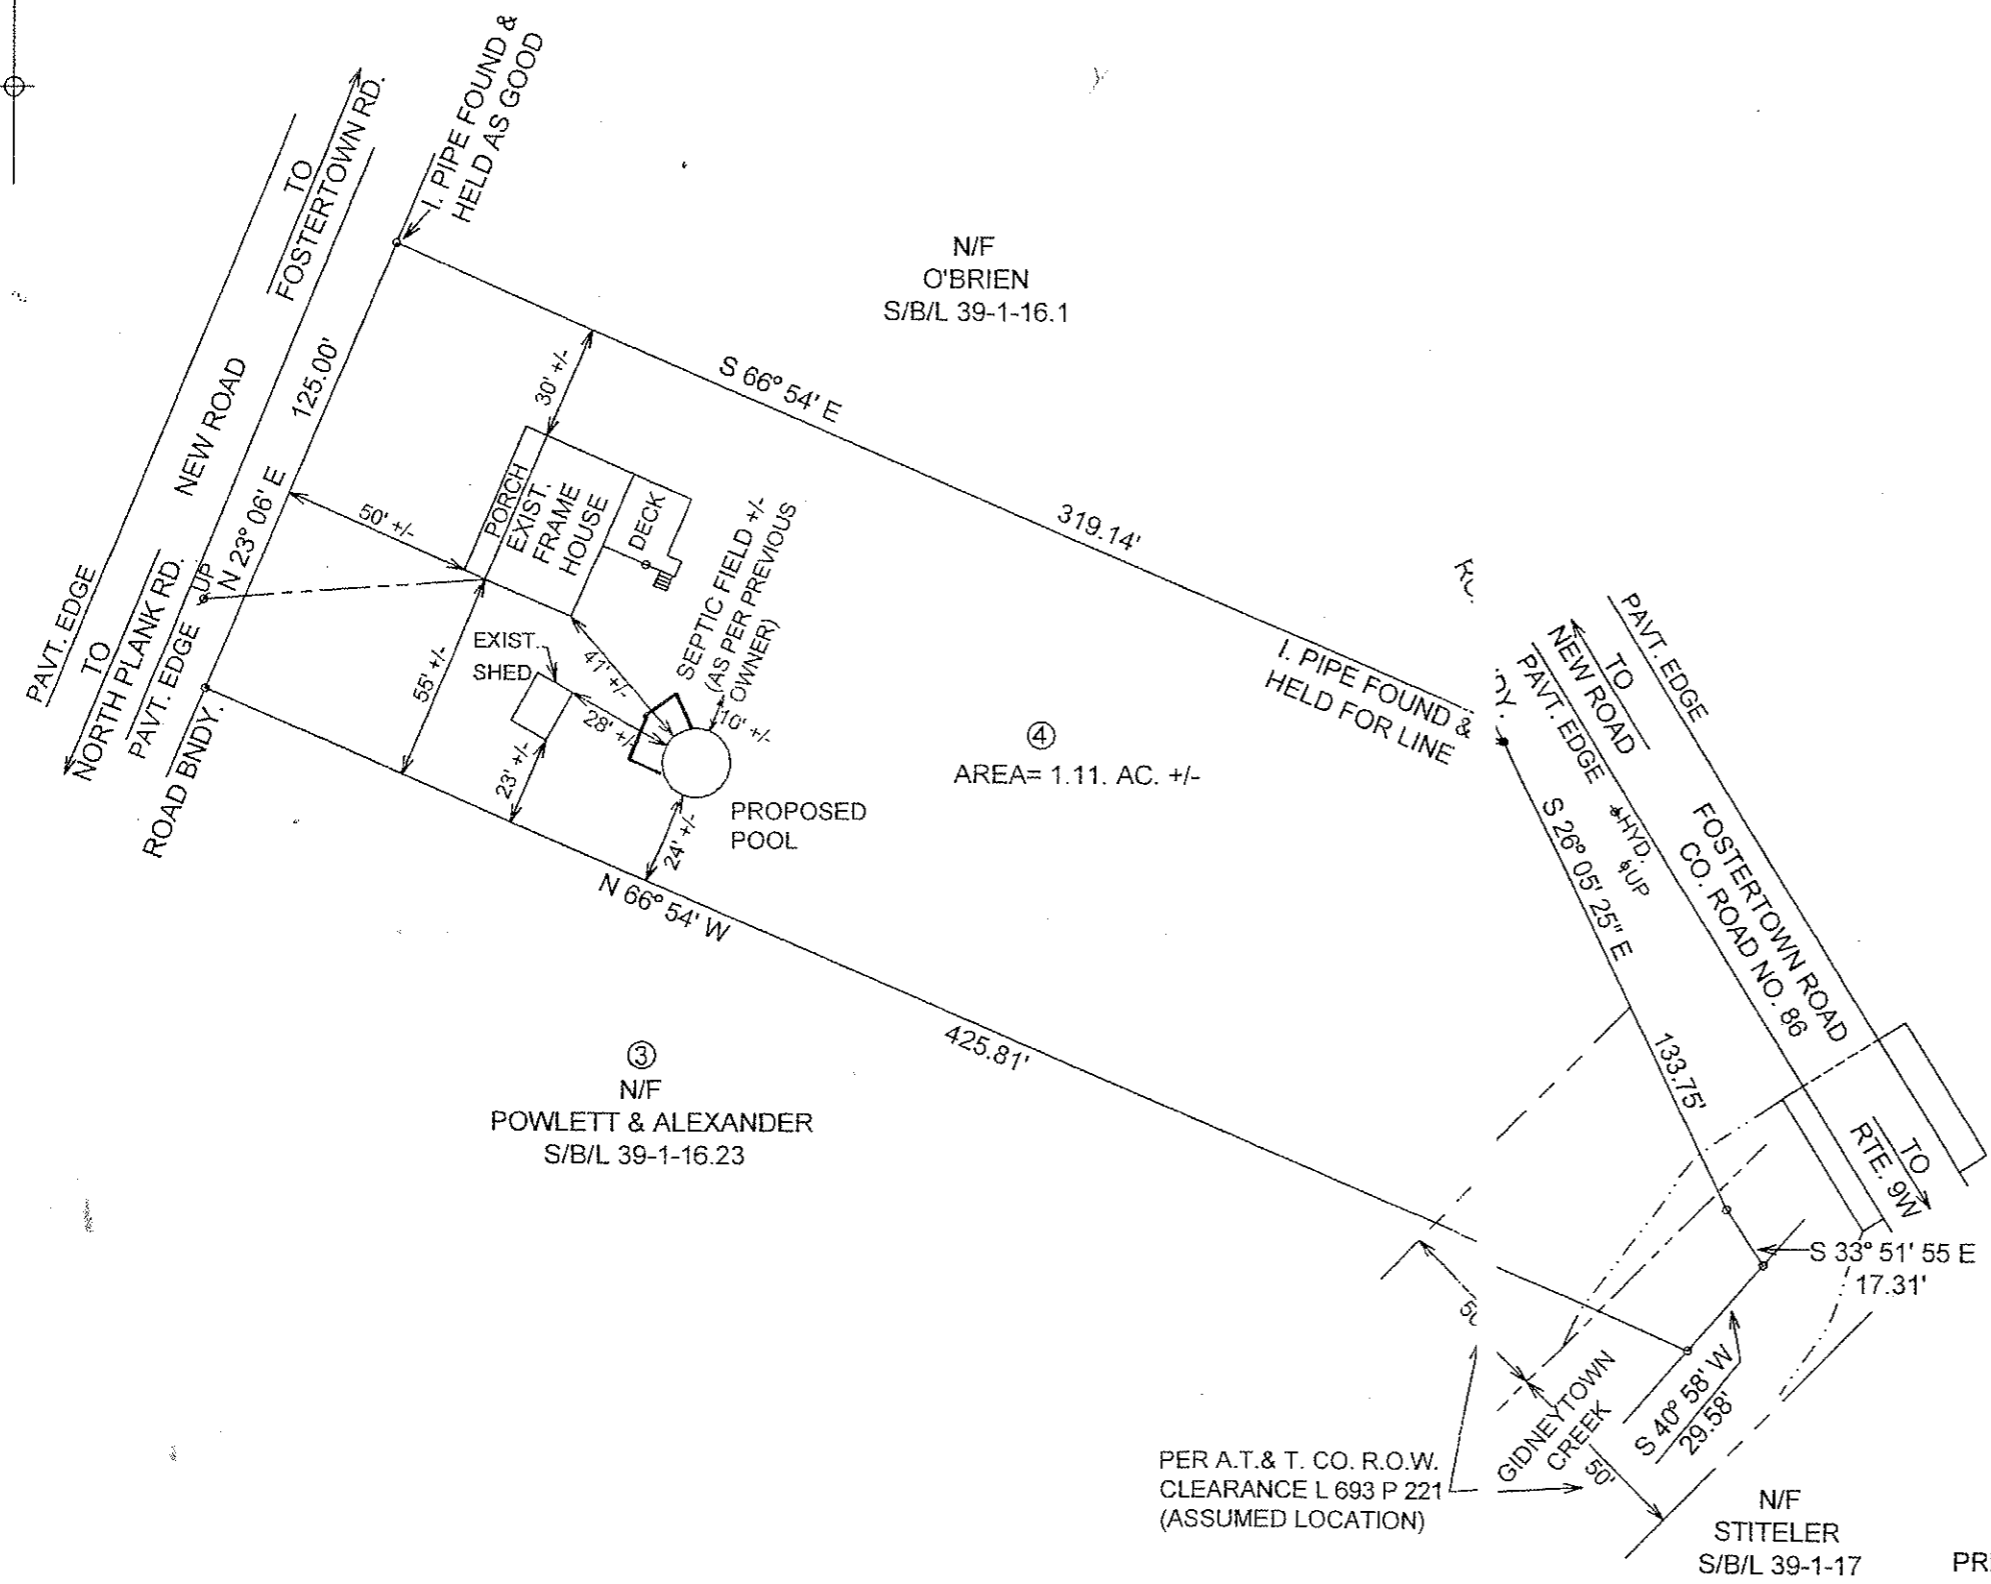 I. PIPE FOUND &
HELD AS GOOD
TO
FOSTERTOWN RD.
NEW ROAD
PAVT. EDGE
TO
NORTH PLANK RD.
PAVT. EDGE
UP
ROAD BNDY.
N 23° 06' E
125.00'
N/F
O'BRIEN
S/B/L 39-1-16.1
S 66° 54' E
319.14'
30' +/-
50' +/-
PORCH
EXIST.
FRAME
HOUSE
DECK
SEPTIC FIELD +/-
(AS PER PREVIOUS
OWNER)
EXIST.
SHED
55' +/-
41' +/-
28' +/-
10' +/-
23' +/-
24' +/-
PROPOSED
POOL
④
AREA= 1.11. AC. +/-
N 66° 54' W
425.81'
③
N/F
POWLETT & ALEXANDER
S/B/L 39-1-16.23
I. PIPE FOUND &
HELD FOR LINE
PAVT. EDGE
TO
NEW ROAD
PAVT. EDGE
HYD.
UP
FOSTERTOWN ROAD
CO. ROAD NO. 86
S 26° 05' 25" E
133.75'
TO
RTE. 9W
S 33° 51' 55 E
17.31'
S 40° 58' W
29.58'
GIDNEYTOWN
CREEK
50'
PER A.T.& T. CO. R.O.W.
CLEARANCE L 693 P 221
(ASSUMED LOCATION)
N/F
STITELER
S/B/L 39-1-17